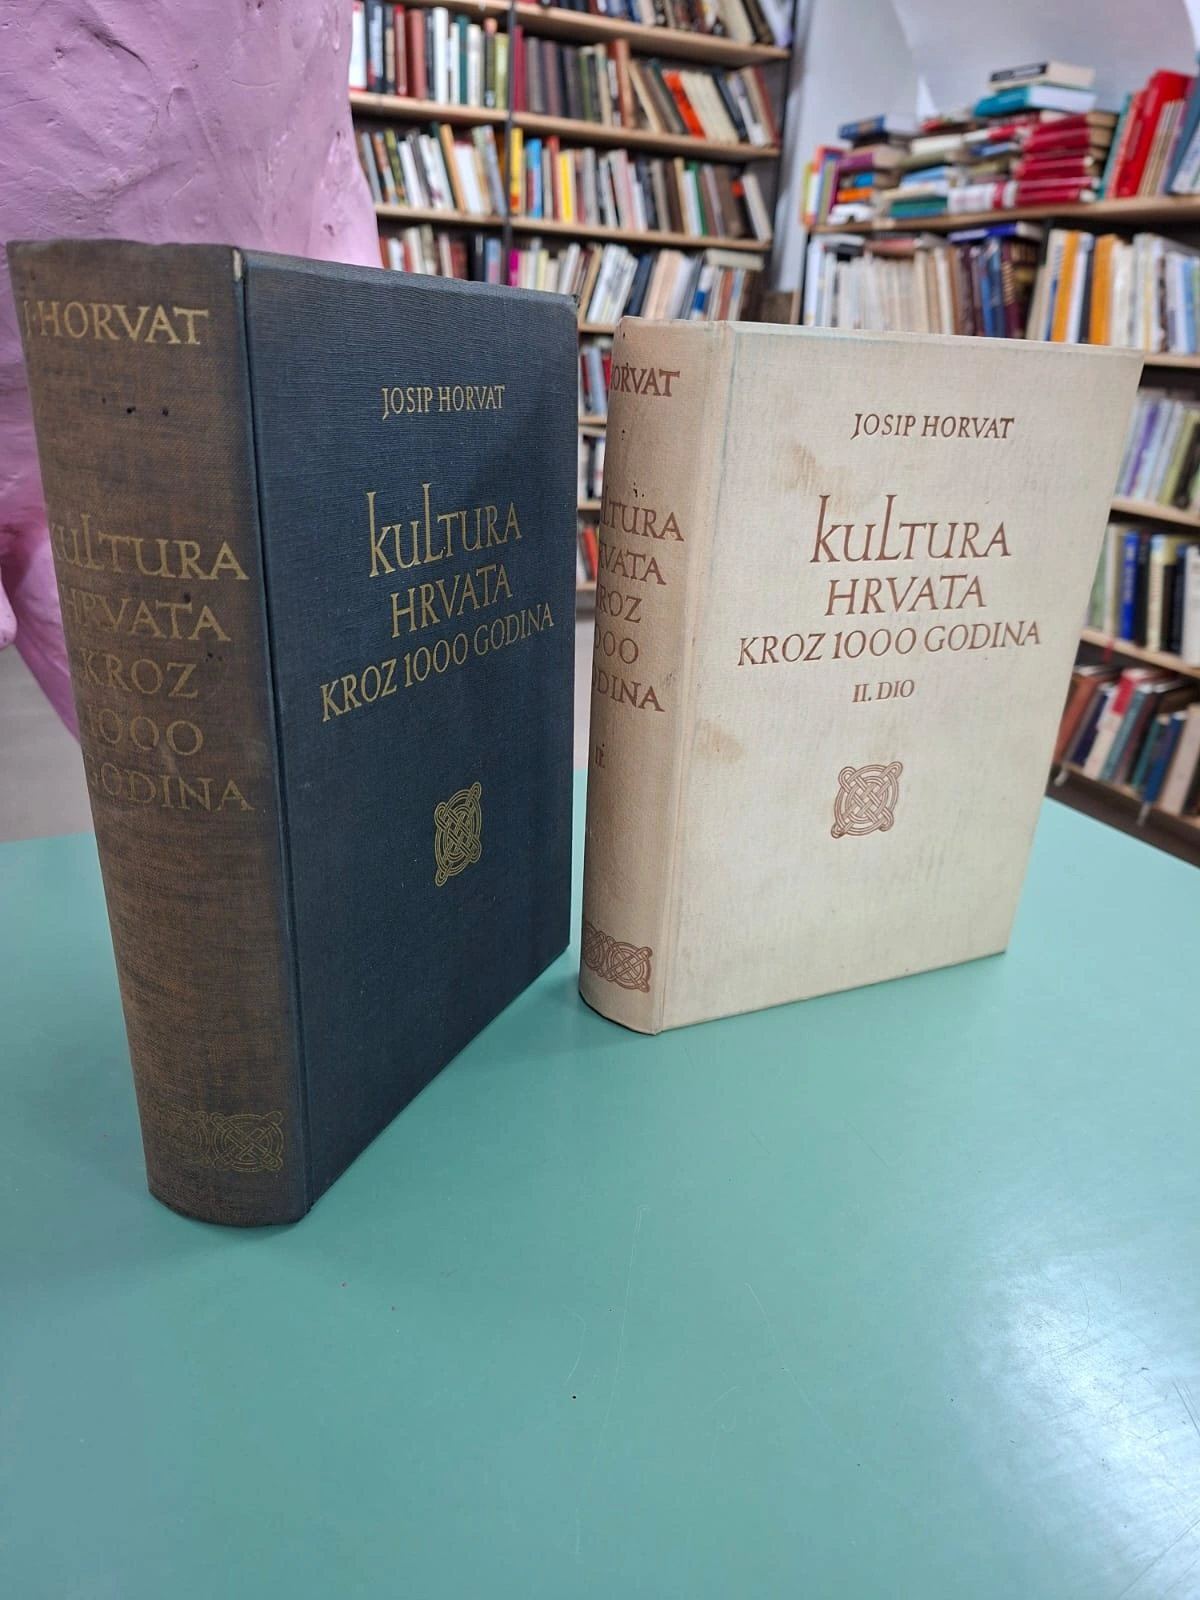 J. HORVAT
KULTURA
HRVATA
KROZ
1000
GODINA
JOSIP HORVAT
kuLTURA
HRVATA
KROZ 1000 GODINA
HORVAT
KULTURA
HRVATA
KROZ
1000
GODINA
II.
JOSIP HORVAT
kuLTURA
HRVATA
KROZ 1000 GODINA
II. DIO